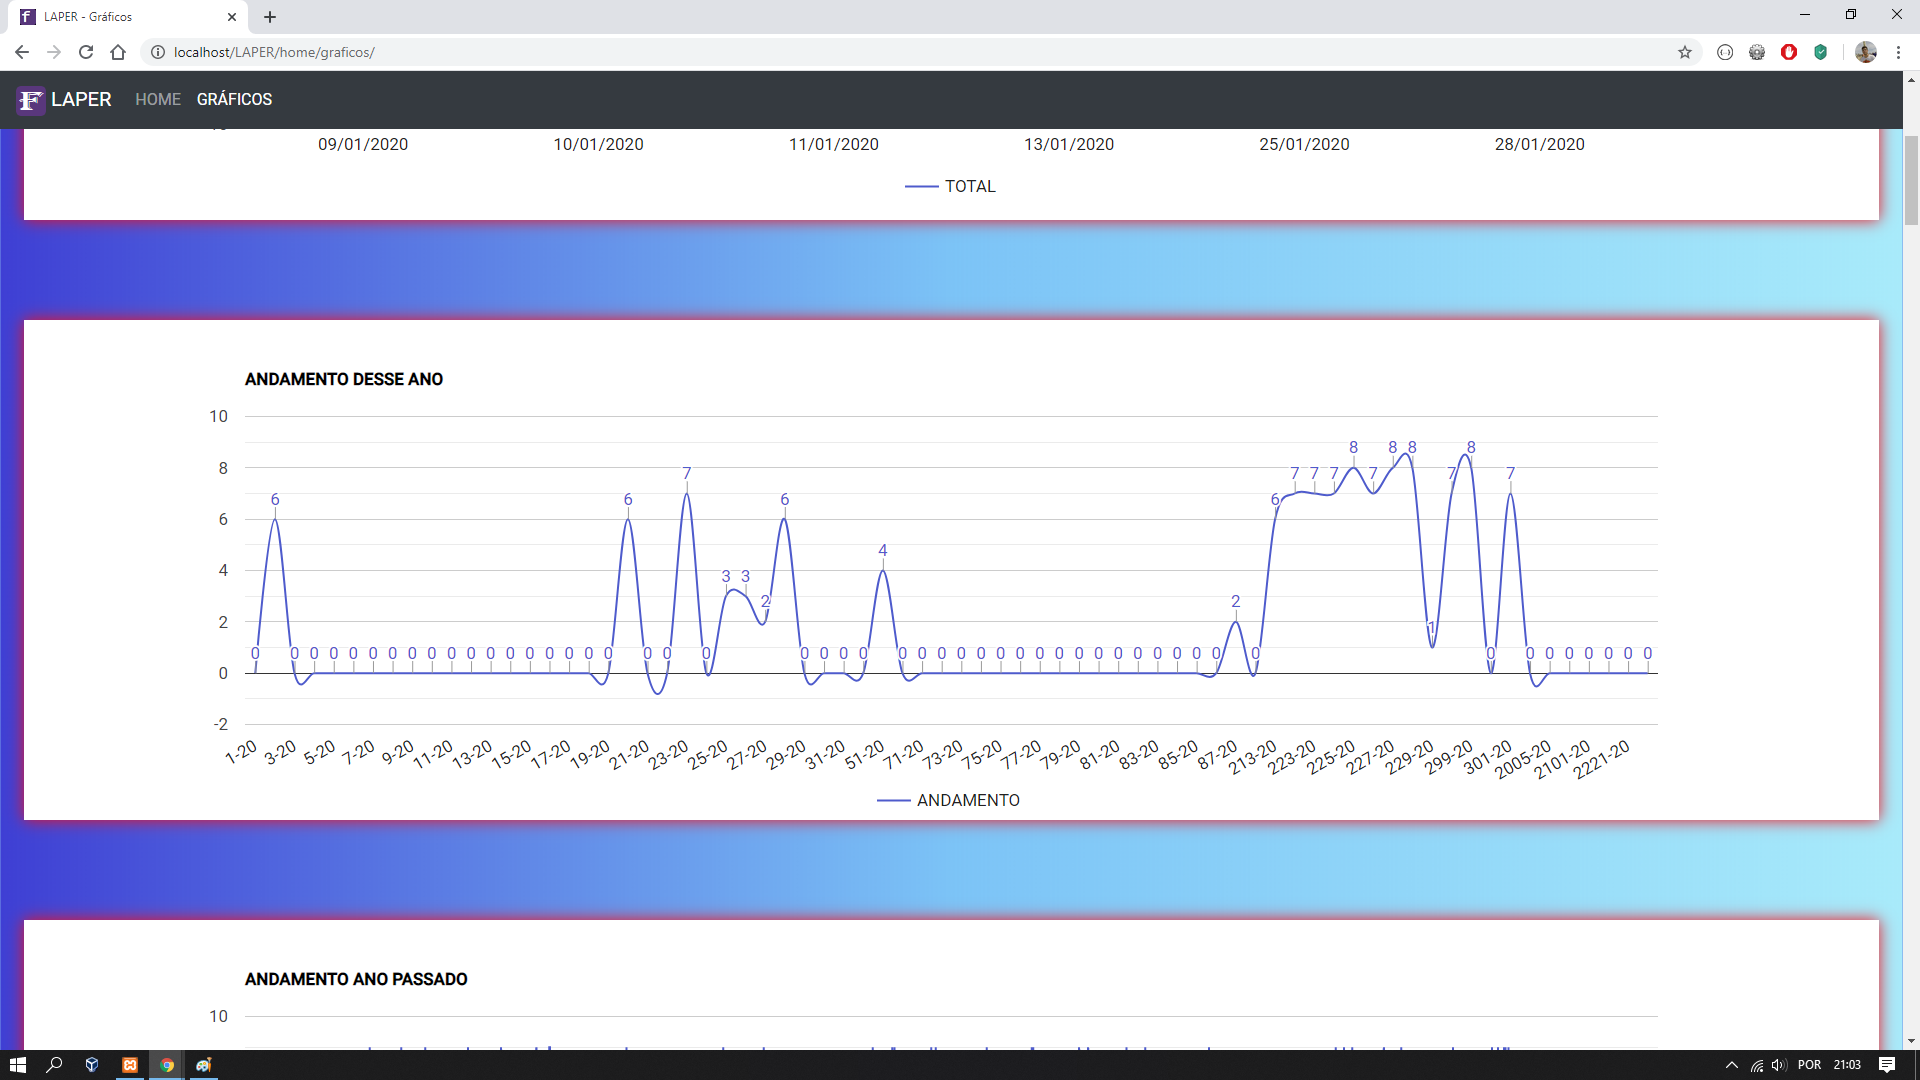 LAPER - Gráficos
localhost/LAPER/home/graficos/
LAPER HOME GRÁFICOS
09/01/2020 10/01/2020 11/01/2020 13/01/2020 25/01/2020 28/01/2020
TOTAL
ANDAMENTO DESSE ANO
10
8 8 8 8
8
7 7 7 7 7 7 7
6 6 6 6
6
4
4
3 3
2 2
2
1
0 0 0 0 0 0 0 0 0 0 0 0 0 0 0 0 0 0 0 0 0 0 0 0 0 0 0 0 0 0 0 0 0 0 0 0 0 0 0 0 0 0 0 0 0 0 0 0 0 0 0
0
-2
1-20 3-20 5-20 7-20 9-20 11-20 13-20 15-20 17-20 19-20 21-20 23-20 25-20 27-20 29-20 31-20 51-20 71-20 73-20 75-20 77-20 79-20 81-20 83-20 85-20 87-20 213-20 223-20 225-20 227-20 229-20 299-20 301-20 2005-20 2101-20 2221-20
ANDAMENTO
ANDAMENTO ANO PASSADO
10
POR 21:03